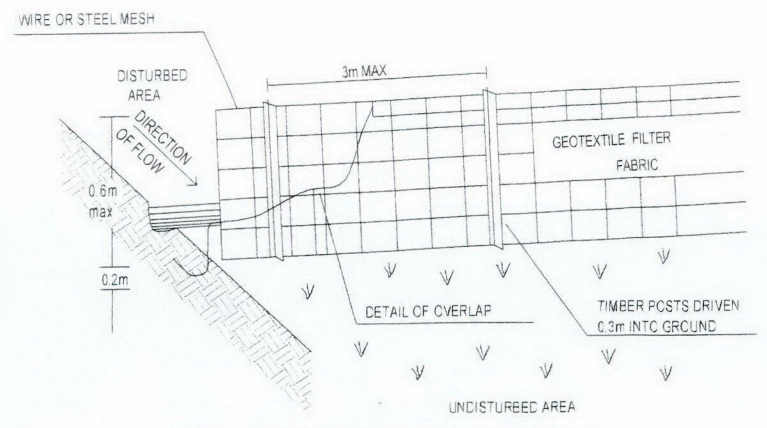 WIRE OR STEEL MESH
DISTURBED
AREA
3m MAX
DIRECTION
OF FLOW
GEOTEXTILE FILTER
FABRIC
0.6m
max
0.2m
DETAIL OF OVERLAP
TIMBER POSTS DRIVEN
0.3m INTO GROUND
UNDISTURBED AREA